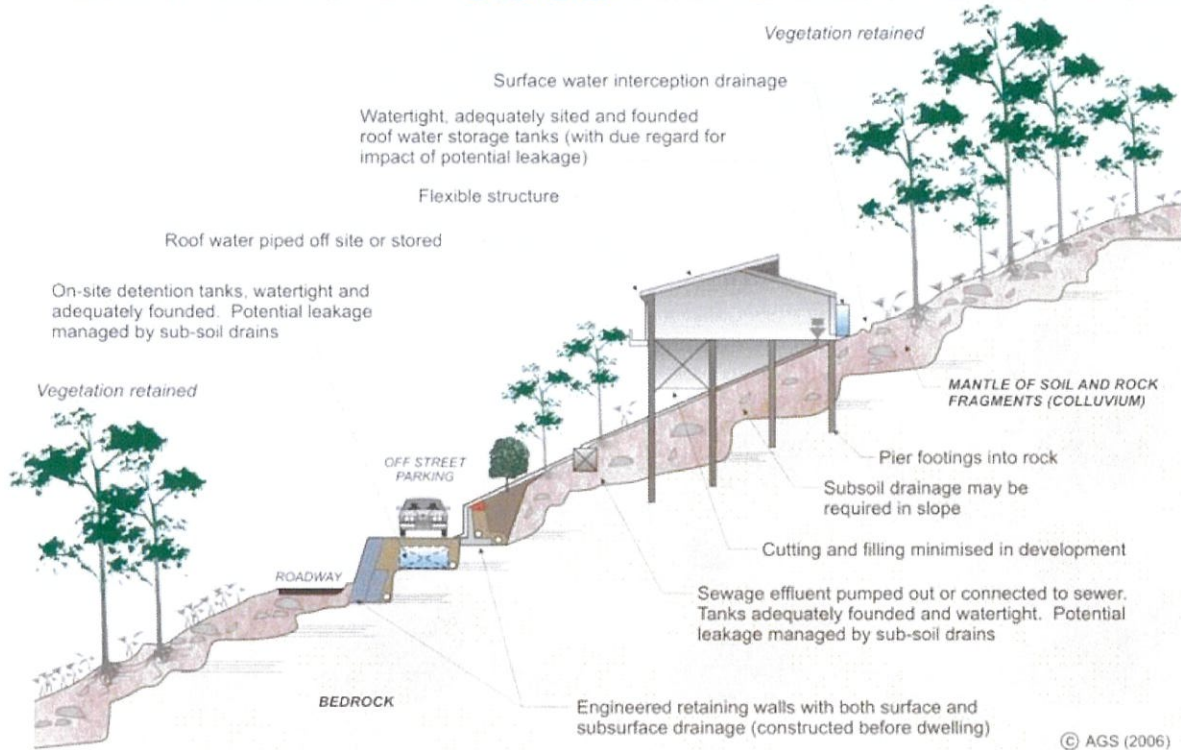 Vegetation retained
Surface water interception drainage
Watertight, adequately sited and founded
roof water storage tanks (with due regard for
impact of potential leakage)
Flexible structure
Roof water piped off site or stored
On-site detention tanks, watertight and
adequately founded. Potential leakage
managed by sub-soil drains
Vegetation retained
MANTLE OF SOIL AND ROCK
FRAGMENTS (COLLUVIUM)
OFF STREET
PARKING
Pier footings into rock
Subsoil drainage may be
required in slope
Cutting and filling minimised in development
ROADWAY
Sewage effluent pumped out or connected to sewer.
Tanks adequately founded and watertight. Potential
leakage managed by sub-soil drains
BEDROCK
Engineered retaining walls with both surface and
subsurface drainage (constructed before dwelling)
© AGS (2006)